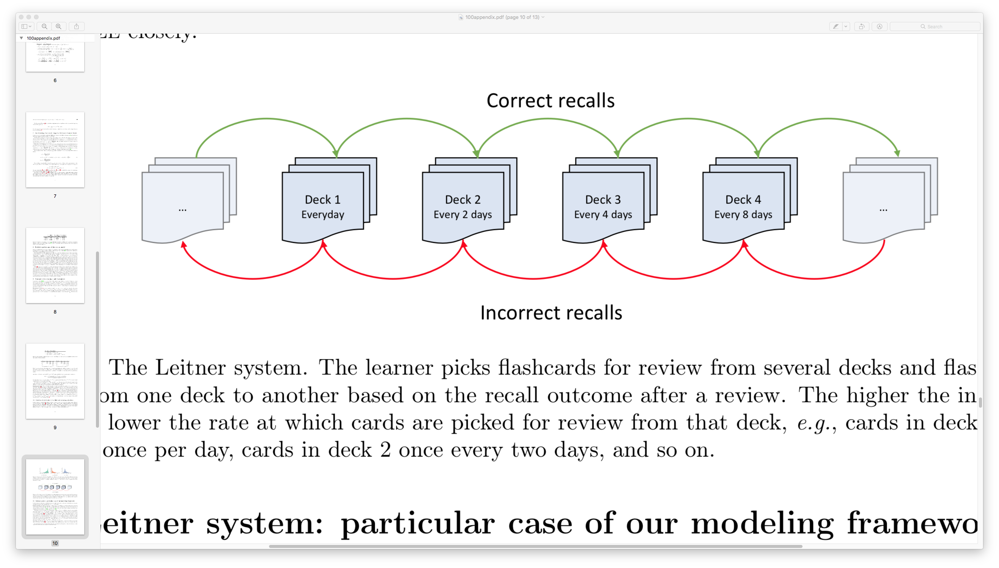 100appendix.pdf (page 10 of 13)
Search
100appendix.pdf
6
7
8
9
10
ZE closely.
Correct recalls
...
Deck 1
Everyday
Deck 2
Every 2 days
Deck 3
Every 4 days
Deck 4
Every 8 days
...
Incorrect recalls
The Leitner system. The learner picks flashcards for review from several decks and flas
om one deck to another based on the recall outcome after a review. The higher the in
lower the rate at which cards are picked for review from that deck, e.g., cards in deck
once per day, cards in deck 2 once every two days, and so on.
eitner system: particular case of our modeling framewo